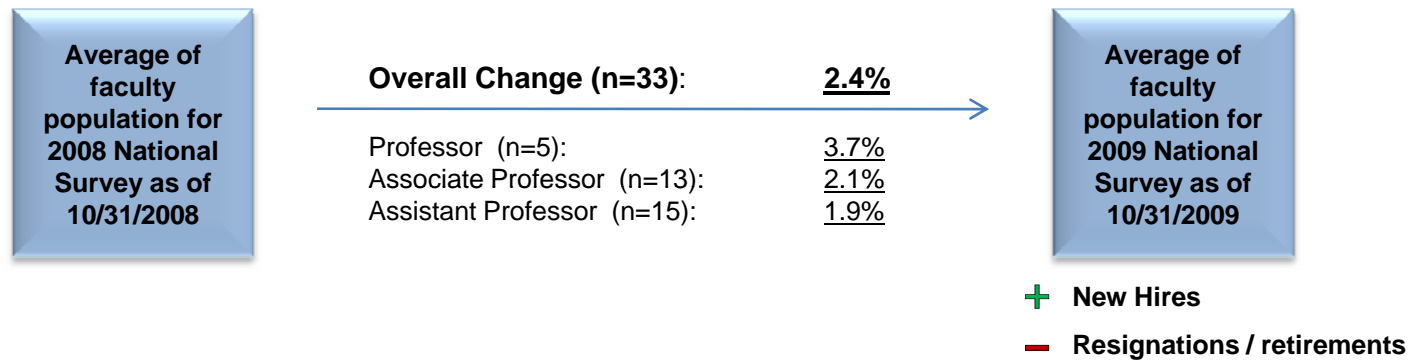 Average of
faculty
population for
2008 National
Survey as of
10/31/2008
Overall Change (n=33): 2.4%
Professor (n=5): 3.7%
Associate Professor (n=13): 2.1%
Assistant Professor (n=15): 1.9%
Average of
faculty
population for
2009 National
Survey as of
10/31/2009
New Hires
Resignations / retirements